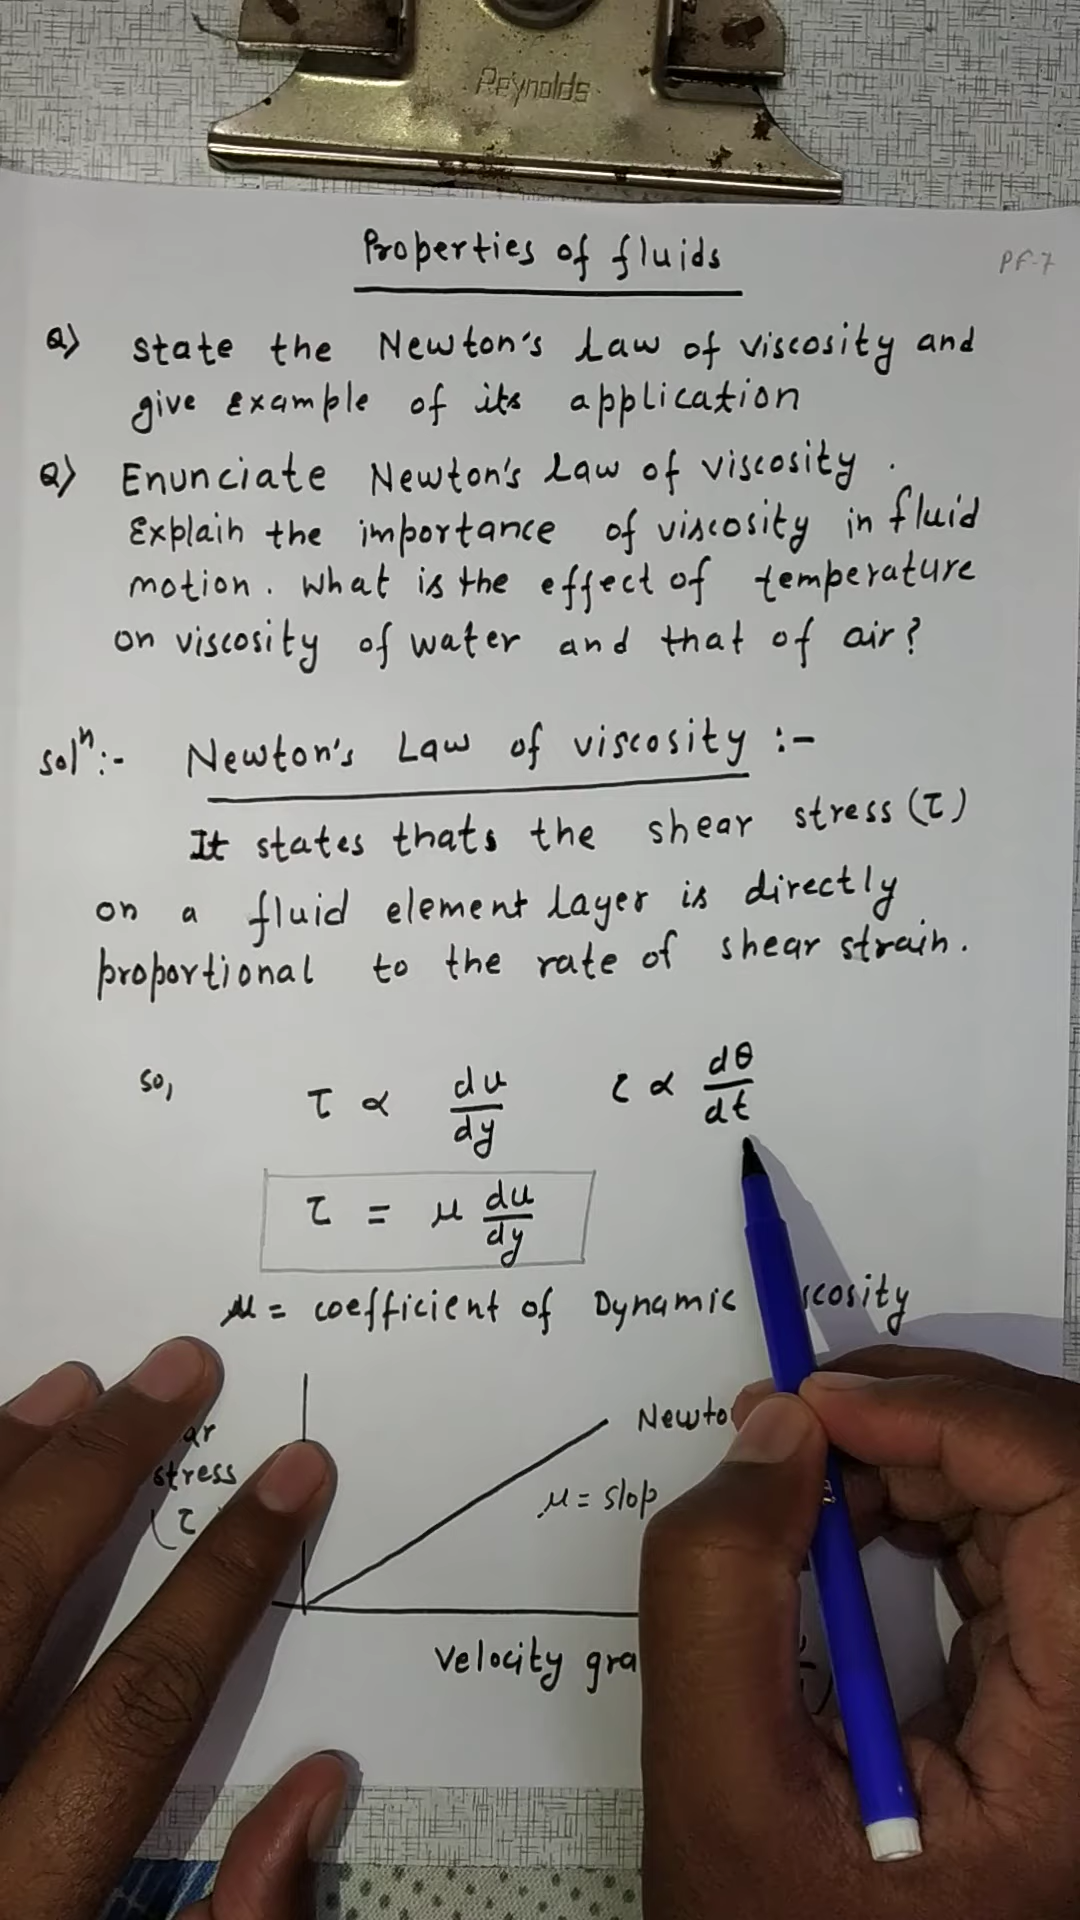 Reynolds
Properties of fluids
PF-7
Q) state the Newton's Law of viscosity and
give example of its application
Q) Enunciate Newton's Law of viscosity.
Explain the importance of viscosity in fluid
motion. What is the effect of temperature
on viscosity of water and that of air?
solⁿ:- Newton's Law of viscosity :-
It states thats the shear stress (τ)
on a fluid element layer is directly
proportional to the rate of shear strain.
so, τ ∝ du/dy τ ∝ dθ/dt
τ = μ du/dy
μ = coefficient of Dynamic scosity
ar
stress
(τ
Newto
μ = slop
Velocity gra